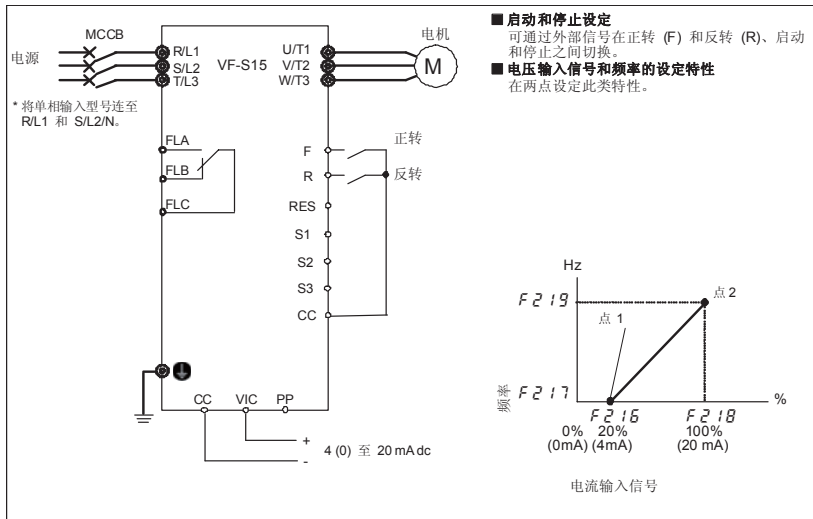 MCCB
电源
R/L1
S/L2
T/L3
VF-S15
U/T1
V/T2
W/T3
电机
M
* 将单相输入型号连至
R/L1 和 S/L2/N。
FLA
FLB
FLC
F
R
RES
S1
S2
S3
CC
正转
反转
CC
VIC
PP
+
-
4 (0) 至 20 mA dc
■ 启动和停止设定
可通过外部信号在正转 (F) 和反转 (R)、启动
和停止之间切换。
■ 电压输入信号和频率的设定特性
在两点设定此类特性。
Hz
F219
点 2
点 1
频率
F217
%
F216
F218
0% 20% 100%
(0mA) (4mA) (20 mA)
电流输入信号